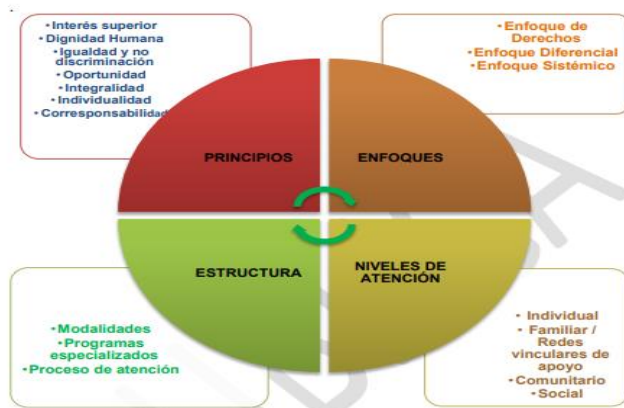 •Interés superior
•Dignidad Humana
•Igualdad y no
discriminación
•Oportunidad
•Integralidad
•Individualidad
•Corresponsabilidad
•Enfoque de
Derechos
•Enfoque Diferencial
•Enfoque Sistémico
PRINCIPIOS
ENFOQUES
ESTRUCTURA
NIVELES DE
ATENCIÓN
•Modalidades
•Programas
especializados
•Proceso de atención
• Individual
• Familiar /
Redes
vinculares de
apoyo
• Comunitario
• Social